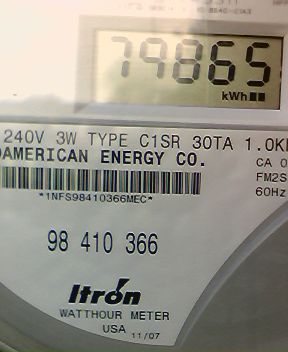 79865
kWh
240V 3W TYPE C1SR 30TA 1.0K
AMERICAN ENERGY CO.
CA 0
*1NFS98410366MEC*
FM2S
60Hz
98 410 366
Itron
WATTHOUR METER
USA 11/07